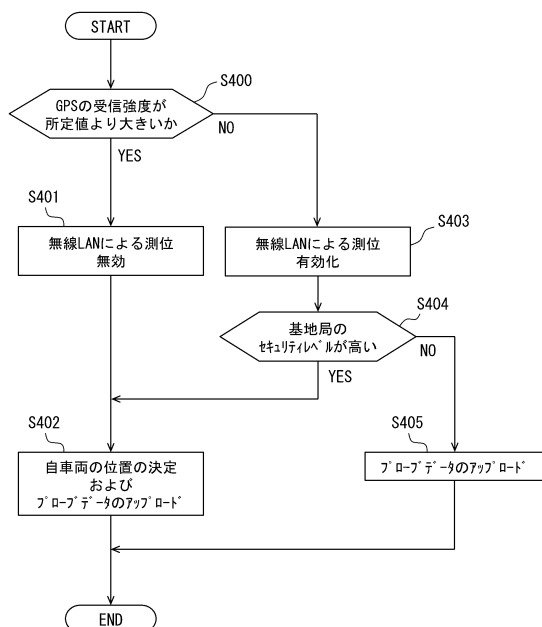 START
S400
GPSの受信強度が
所定値より大きいか
NO
YES
S401
無線LANによる測位
無効
S403
無線LANによる測位
有効化
S404
基地局の
ｾｷｭﾘﾃｨﾚﾍﾞﾙが高い
NO
YES
S402
自車両の位置の決定
および
ﾌﾟﾛｰﾌﾞﾃﾞｰﾀのｱｯﾌﾟﾛｰﾄﾞ
S405
ﾌﾟﾛｰﾌﾞﾃﾞｰﾀのｱｯﾌﾟﾛｰﾄﾞ
END